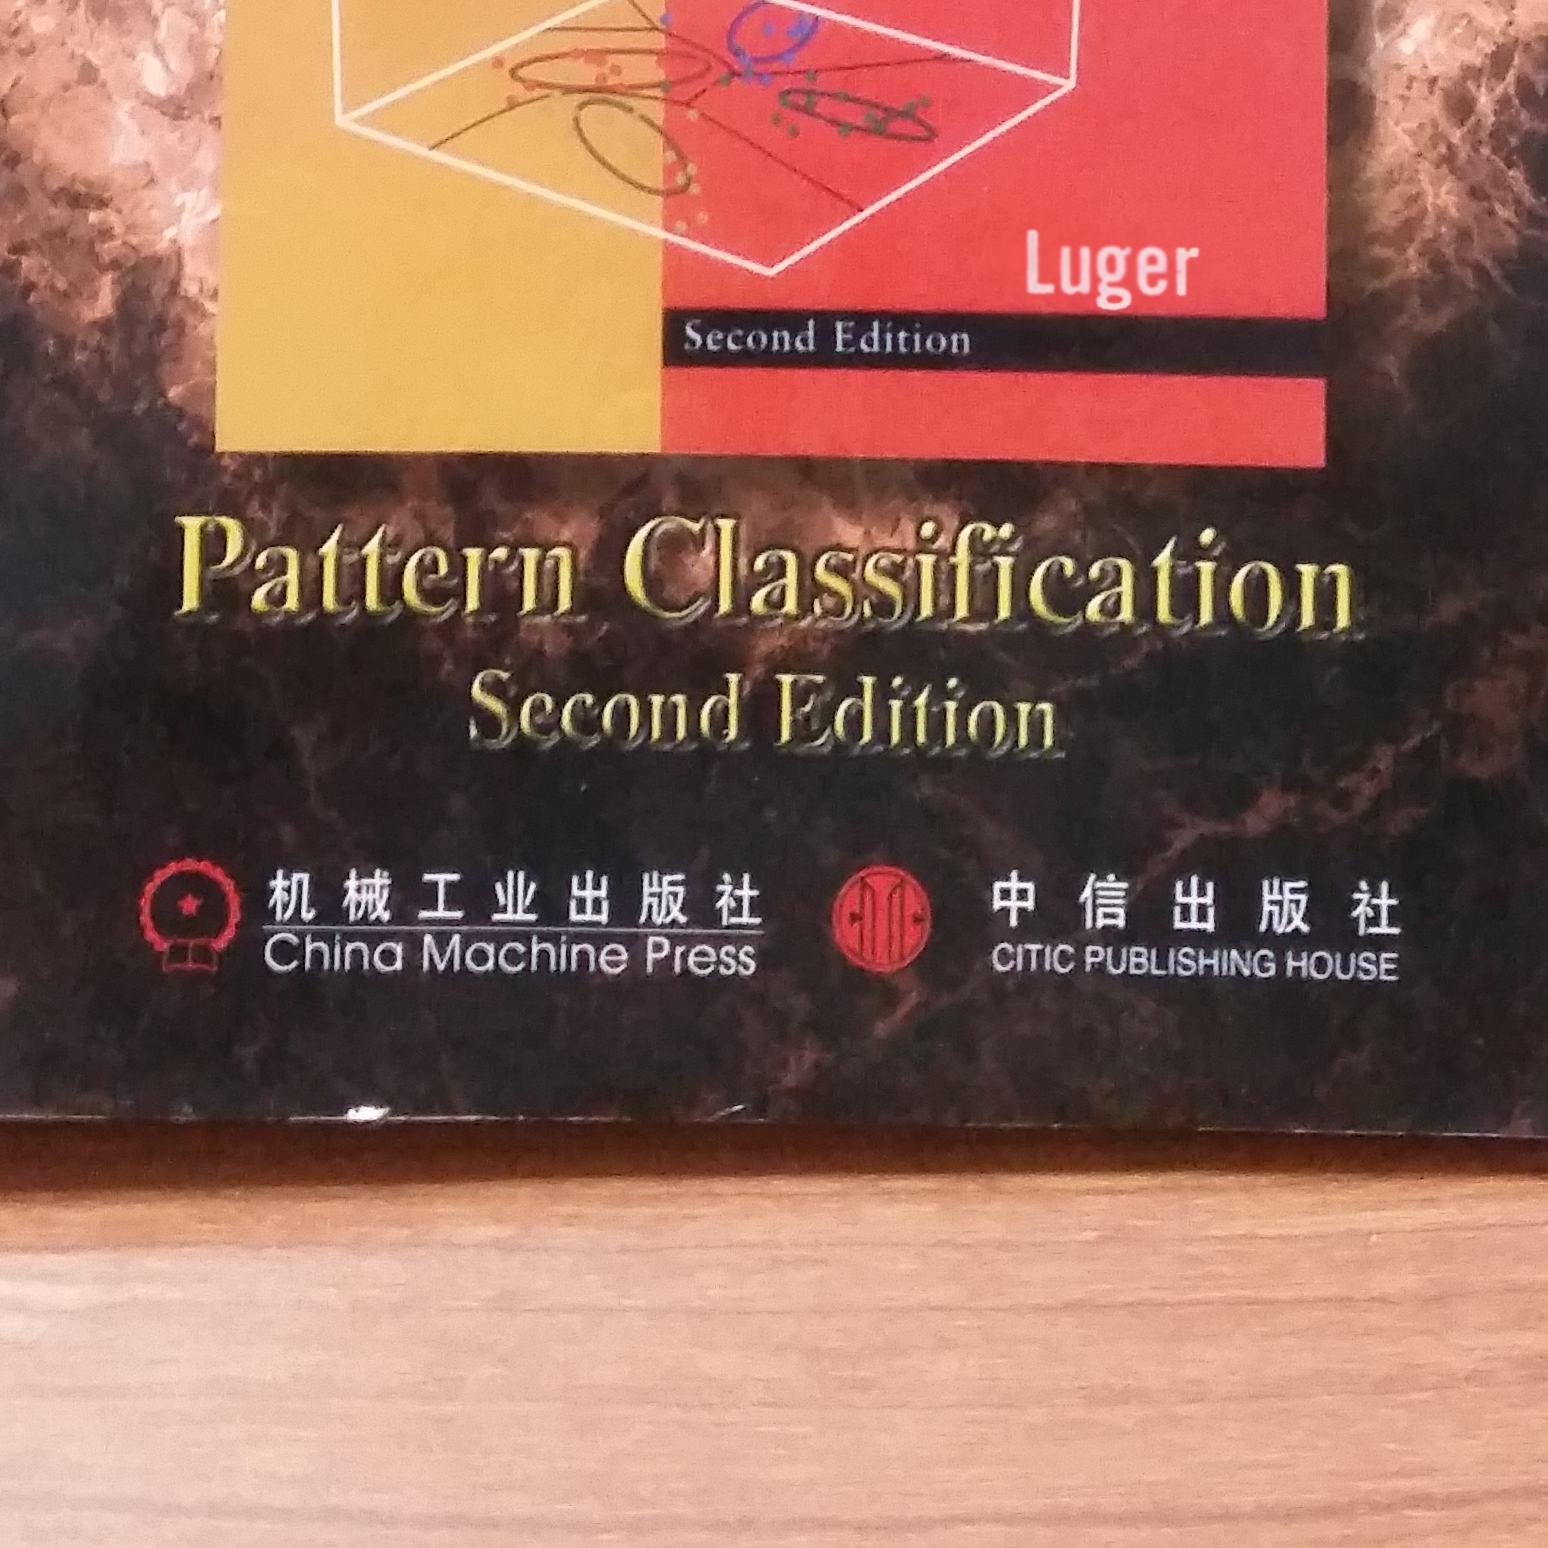 Luger
Second Edition
Pattern Classification
Second Edition
机械工业出版社
China Machine Press
中信出版社
CITIC PUBLISHING HOUSE